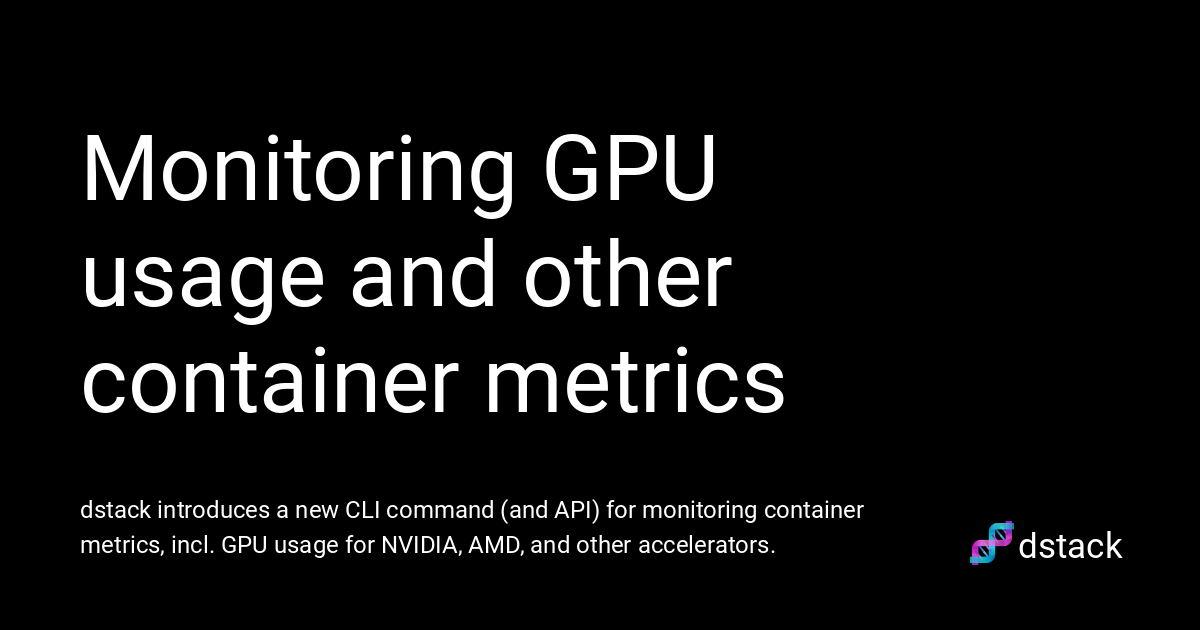 Monitoring GPU
usage and other
container metrics
dstack introduces a new CLI command (and API) for monitoring container
metrics, incl. GPU usage for NVIDIA, AMD, and other accelerators.
dstack